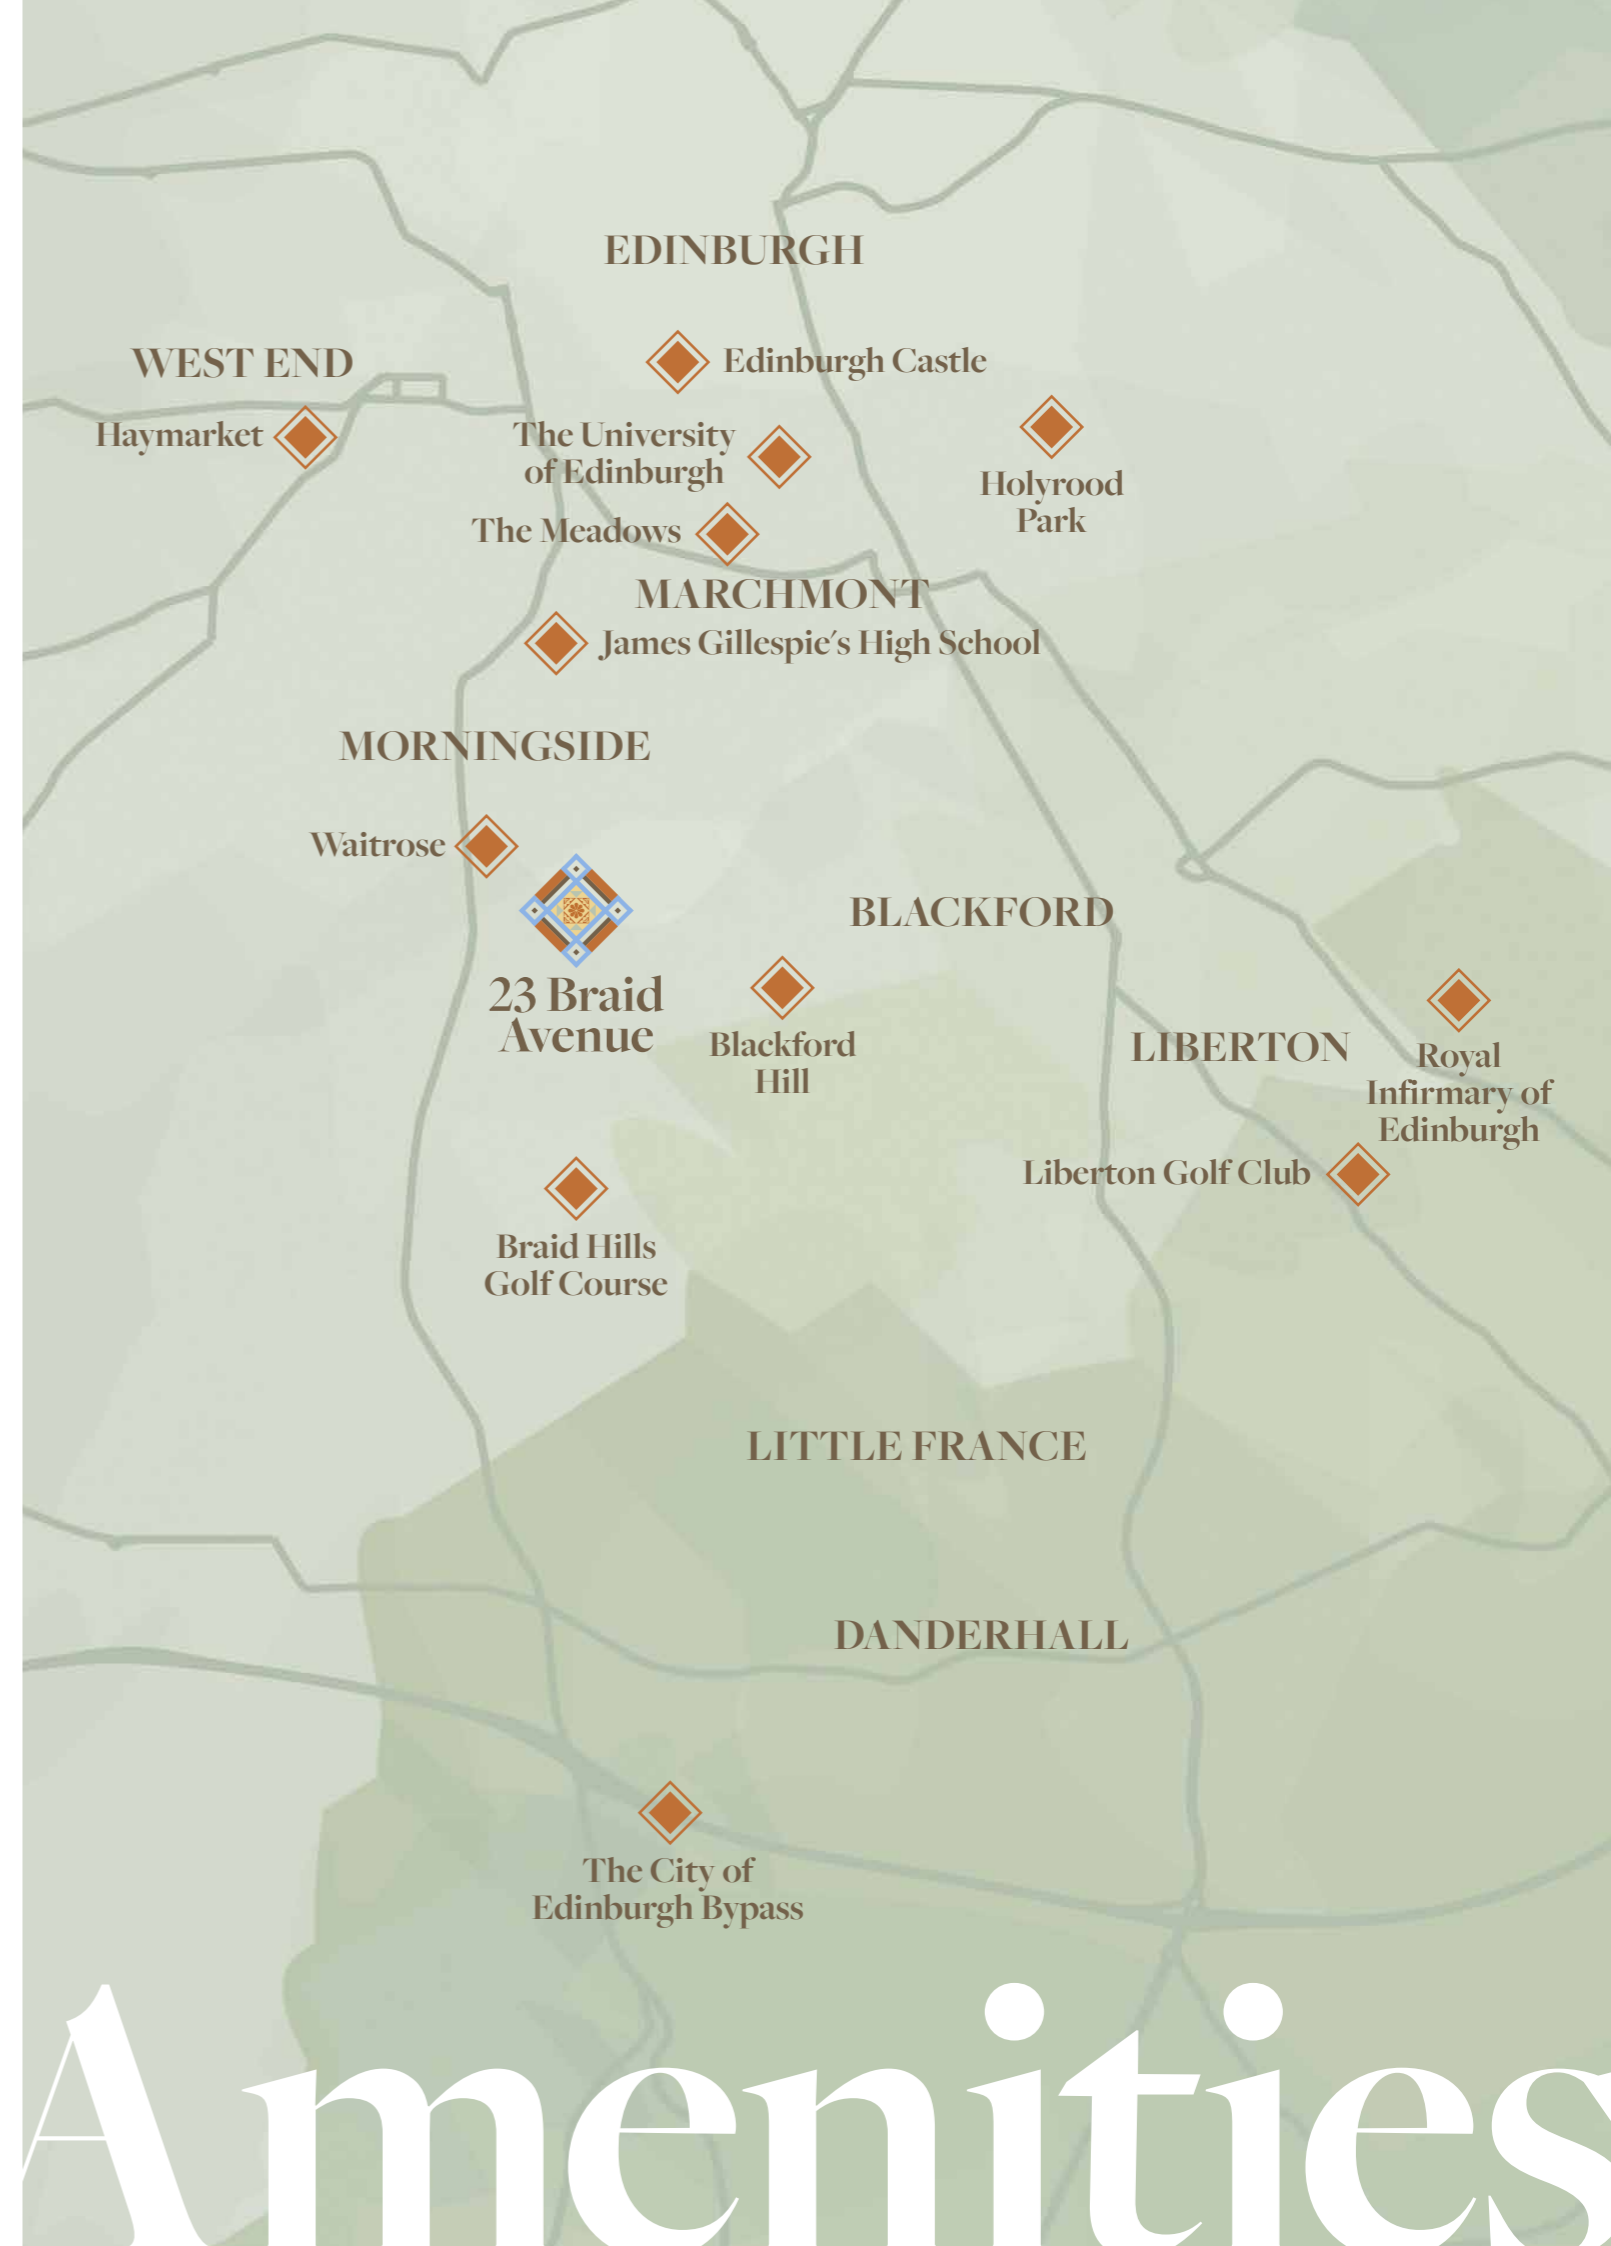 EDINBURGH
WEST END
Edinburgh Castle
Haymarket
The University
of Edinburgh
Holyrood
Park
The Meadows
MARCHMONT
James Gillespie's High School
MORNINGSIDE
Waitrose
BLACKFORD
23 Braid
Avenue
Blackford
Hill
LIBERTON
Royal
Infirmary of
Edinburgh
Liberton Golf Club
Braid Hills
Golf Course
LITTLE FRANCE
DANDERHALL
The City of
Edinburgh Bypass
Amenities